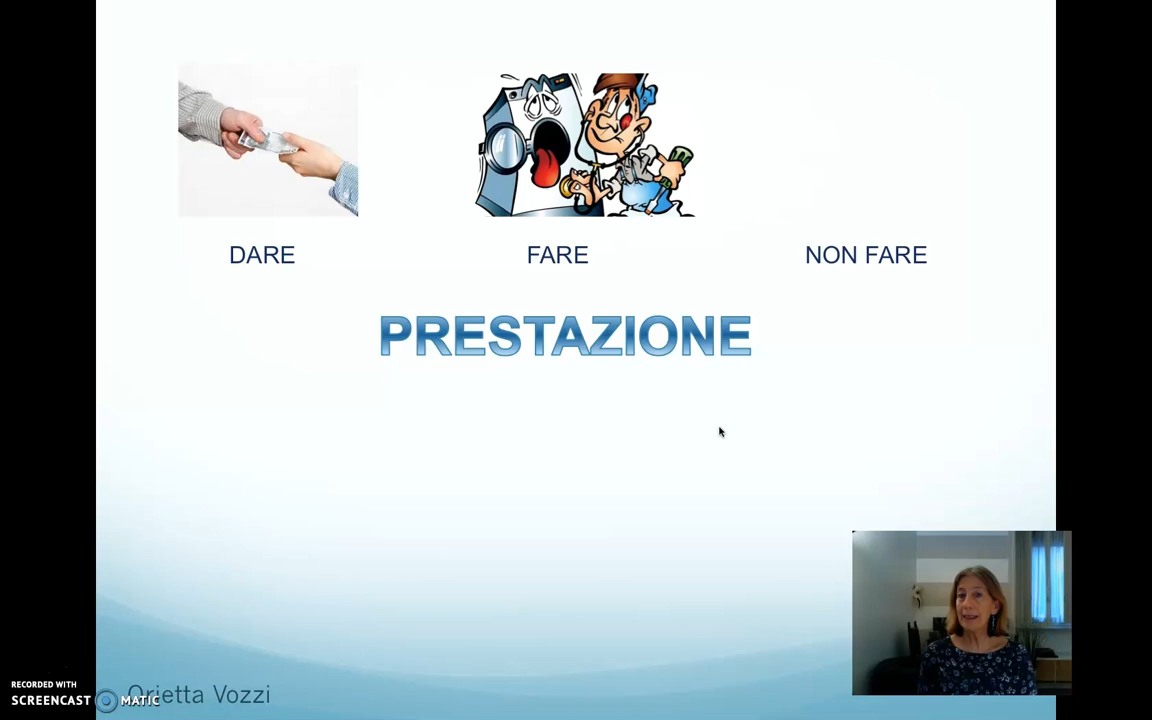 DARE
FARE
NON FARE
PRESTAZIONE
RECORDED WITH
SCREENCAST MATIC
Orietta Vozzi